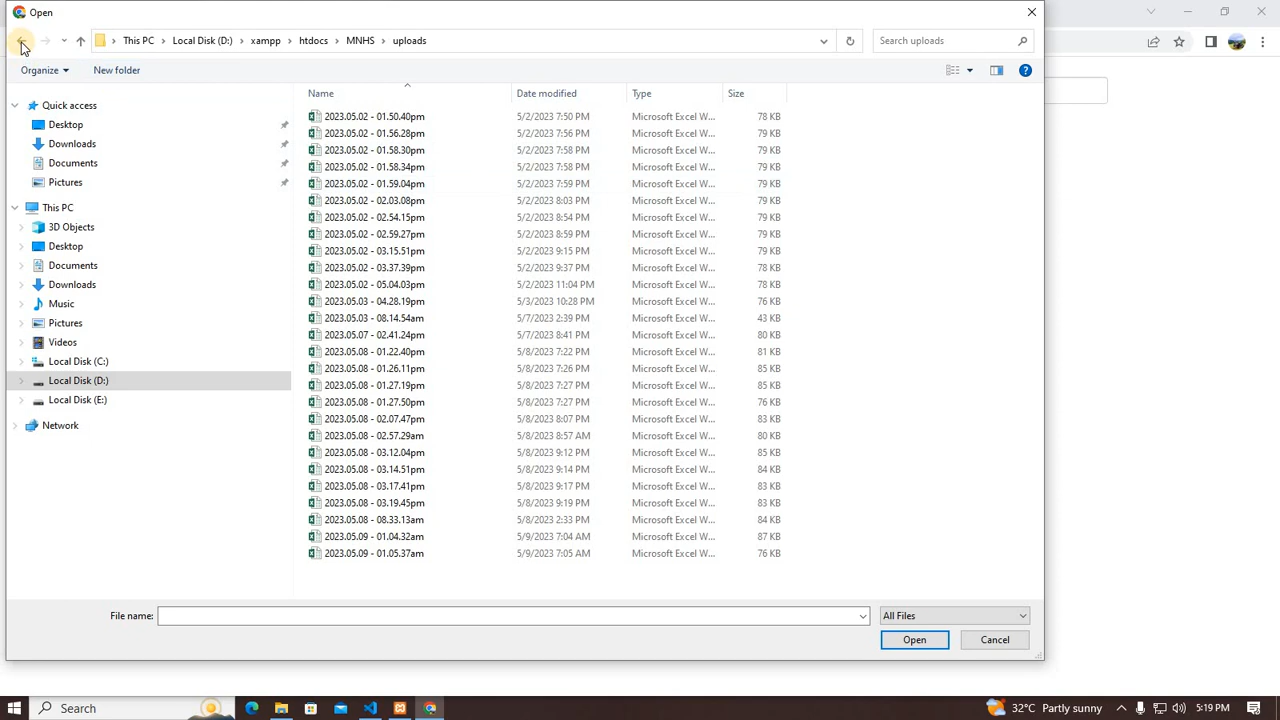 Open
This PC > Local Disk (D:) > xampp > htdocs > MNHS > uploads
Search uploads
Organize
New folder
Name Date modified Type Size
Quick access
Desktop
Downloads
Documents
Pictures
This PC
3D Objects
Desktop
Documents
Downloads
Music
Pictures
Videos
Local Disk (C:)
Local Disk (D:)
Local Disk (E:)
Network
2023.05.02 - 01.50.40pm 5/2/2023 7:50 PM Microsoft Excel W... 78 KB
2023.05.02 - 01.56.28pm 5/2/2023 7:56 PM Microsoft Excel W... 79 KB
2023.05.02 - 01.58.30pm 5/2/2023 7:58 PM Microsoft Excel W... 79 KB
2023.05.02 - 01.58.34pm 5/2/2023 7:58 PM Microsoft Excel W... 79 KB
2023.05.02 - 01.59.04pm 5/2/2023 7:59 PM Microsoft Excel W... 79 KB
2023.05.02 - 02.03.08pm 5/2/2023 8:03 PM Microsoft Excel W... 79 KB
2023.05.02 - 02.54.15pm 5/2/2023 8:54 PM Microsoft Excel W... 79 KB
2023.05.02 - 02.59.27pm 5/2/2023 8:59 PM Microsoft Excel W... 79 KB
2023.05.02 - 03.15.51pm 5/2/2023 9:15 PM Microsoft Excel W... 79 KB
2023.05.02 - 03.37.39pm 5/2/2023 9:37 PM Microsoft Excel W... 78 KB
2023.05.02 - 05.04.03pm 5/2/2023 11:04 PM Microsoft Excel W... 78 KB
2023.05.03 - 04.28.19pm 5/3/2023 10:28 PM Microsoft Excel W... 76 KB
2023.05.03 - 08.14.54am 5/7/2023 2:39 PM Microsoft Excel W... 43 KB
2023.05.07 - 02.41.24pm 5/7/2023 8:41 PM Microsoft Excel W... 80 KB
2023.05.08 - 01.22.40pm 5/8/2023 7:22 PM Microsoft Excel W... 81 KB
2023.05.08 - 01.26.11pm 5/8/2023 7:26 PM Microsoft Excel W... 85 KB
2023.05.08 - 01.27.19pm 5/8/2023 7:27 PM Microsoft Excel W... 85 KB
2023.05.08 - 01.27.50pm 5/8/2023 7:27 PM Microsoft Excel W... 76 KB
2023.05.08 - 02.07.47pm 5/8/2023 8:07 PM Microsoft Excel W... 83 KB
2023.05.08 - 02.57.29am 5/8/2023 8:57 AM Microsoft Excel W... 80 KB
2023.05.08 - 03.12.04pm 5/8/2023 9:12 PM Microsoft Excel W... 85 KB
2023.05.08 - 03.14.51pm 5/8/2023 9:14 PM Microsoft Excel W... 84 KB
2023.05.08 - 03.17.41pm 5/8/2023 9:17 PM Microsoft Excel W... 83 KB
2023.05.08 - 03.19.45pm 5/8/2023 9:19 PM Microsoft Excel W... 83 KB
2023.05.08 - 08.33.13am 5/8/2023 2:33 PM Microsoft Excel W... 84 KB
2023.05.09 - 01.04.32am 5/9/2023 7:04 AM Microsoft Excel W... 87 KB
2023.05.09 - 01.05.37am 5/9/2023 7:05 AM Microsoft Excel W... 76 KB
File name:
All Files
Open
Cancel
Search
32°C Partly sunny
5:19 PM